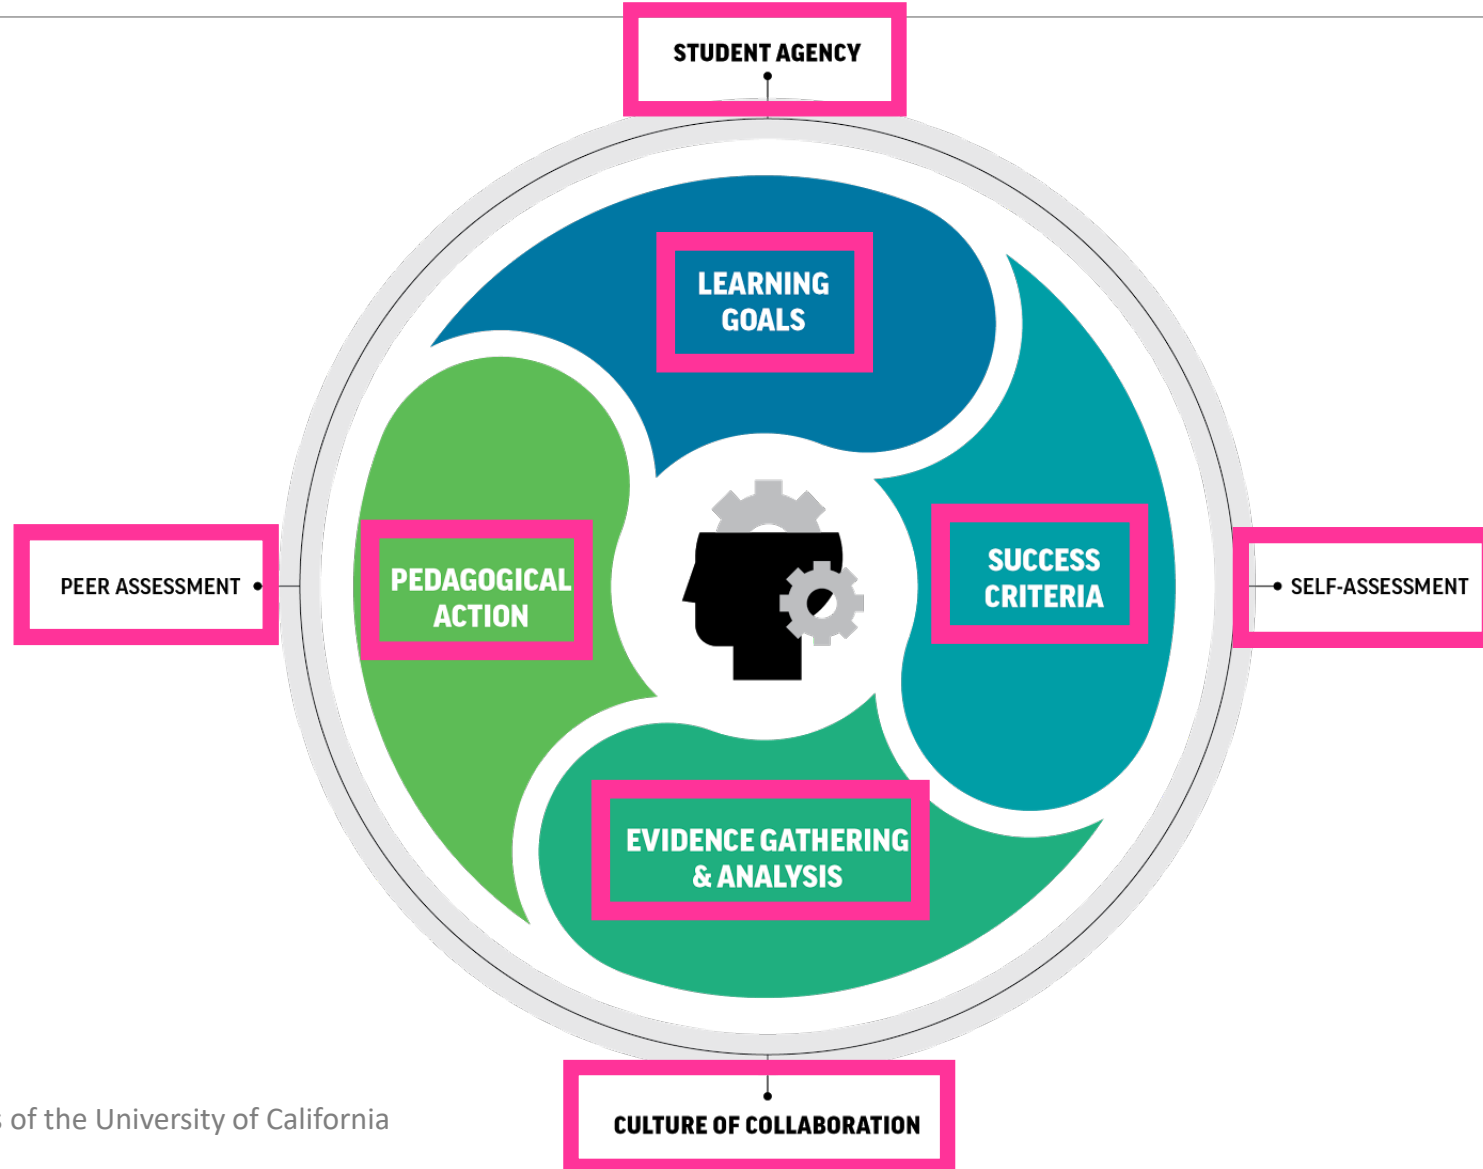 STUDENT AGENCY
LEARNING
GOALS
SUCCESS
CRITERIA
SELF-ASSESSMENT
PEER ASSESSMENT
PEDAGOGICAL
ACTION
EVIDENCE GATHERING
& ANALYSIS
CULTURE OF COLLABORATION
of the University of California